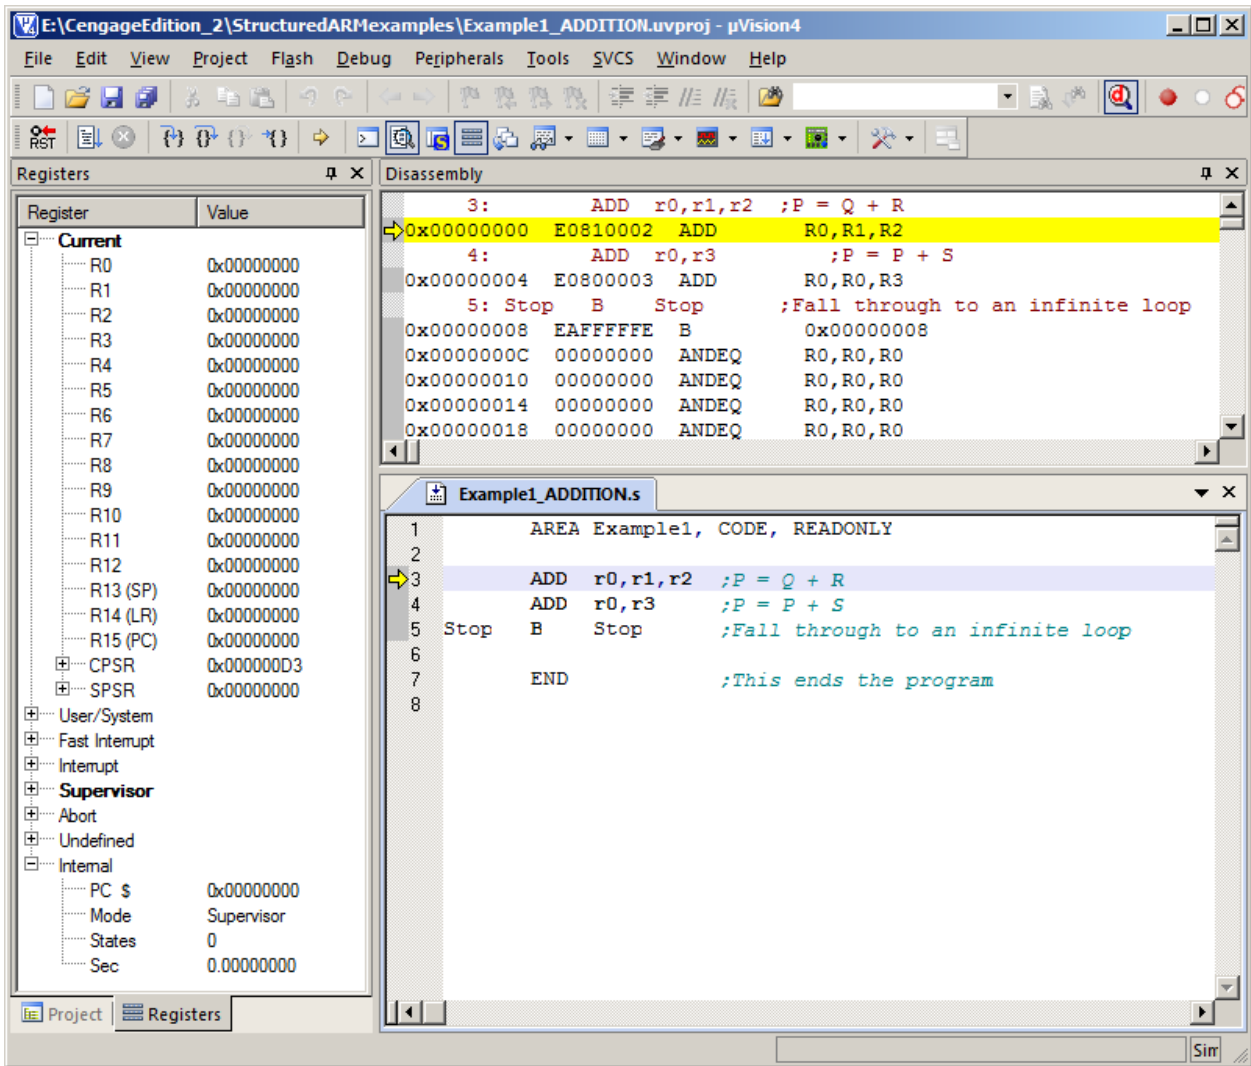 E:\CengageEdition_2\StructuredARMexamples\Example1_ADDITION.uvproj - µVision4
File Edit View Project Flash Debug Peripherals Tools SVCS Window Help
RST
Registers
Register Value
Current
R0 0x00000000
R1 0x00000000
R2 0x00000000
R3 0x00000000
R4 0x00000000
R5 0x00000000
R6 0x00000000
R7 0x00000000
R8 0x00000000
R9 0x00000000
R10 0x00000000
R11 0x00000000
R12 0x00000000
R13 (SP) 0x00000000
R14 (LR) 0x00000000
R15 (PC) 0x00000000
CPSR 0x000000D3
SPSR 0x00000000
User/System
Fast Interrupt
Interrupt
Supervisor
Abort
Undefined
Internal
PC $ 0x00000000
Mode Supervisor
States 0
Sec 0.00000000
Project Registers
Disassembly
3: ADD r0,r1,r2 ;P = Q + R
0x00000000 E0810002 ADD R0,R1,R2
4: ADD r0,r3 ;P = P + S
0x00000004 E0800003 ADD R0,R0,R3
5: Stop B Stop ;Fall through to an infinite loop
0x00000008 EAFFFFFE B 0x00000008
0x0000000C 00000000 ANDEQ R0,R0,R0
0x00000010 00000000 ANDEQ R0,R0,R0
0x00000014 00000000 ANDEQ R0,R0,R0
0x00000018 00000000 ANDEQ R0,R0,R0
Example1_ADDITION.s
1 AREA Example1, CODE, READONLY
2
3 ADD r0,r1,r2 ;P = Q + R
4 ADD r0,r3 ;P = P + S
5 Stop B Stop ;Fall through to an infinite loop
6
7 END ;This ends the program
8
Sim